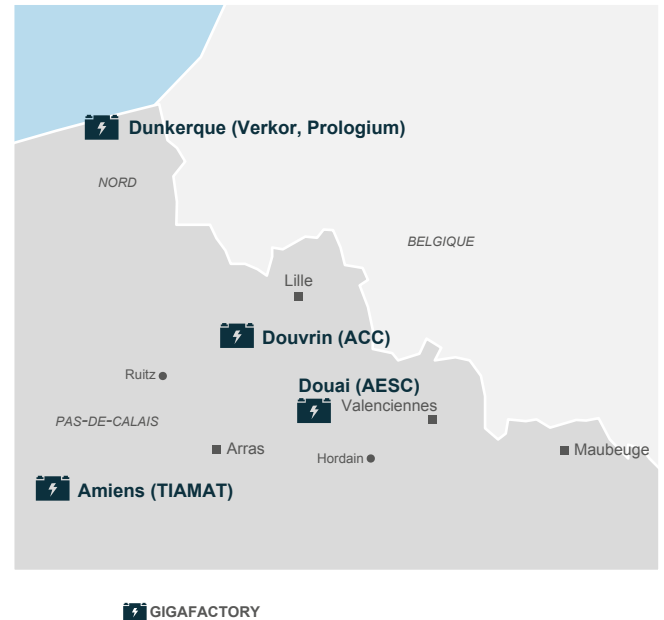 Dunkerque (Verkor, Prologium)
NORD
BELGIQUE
Lille
Douvrin (ACC)
Ruitz
Douai (AESC)
Valenciennes
PAS-DE-CALAIS
Arras
Hordain
Maubeuge
Amiens (TIAMAT)
GIGAFACTORY